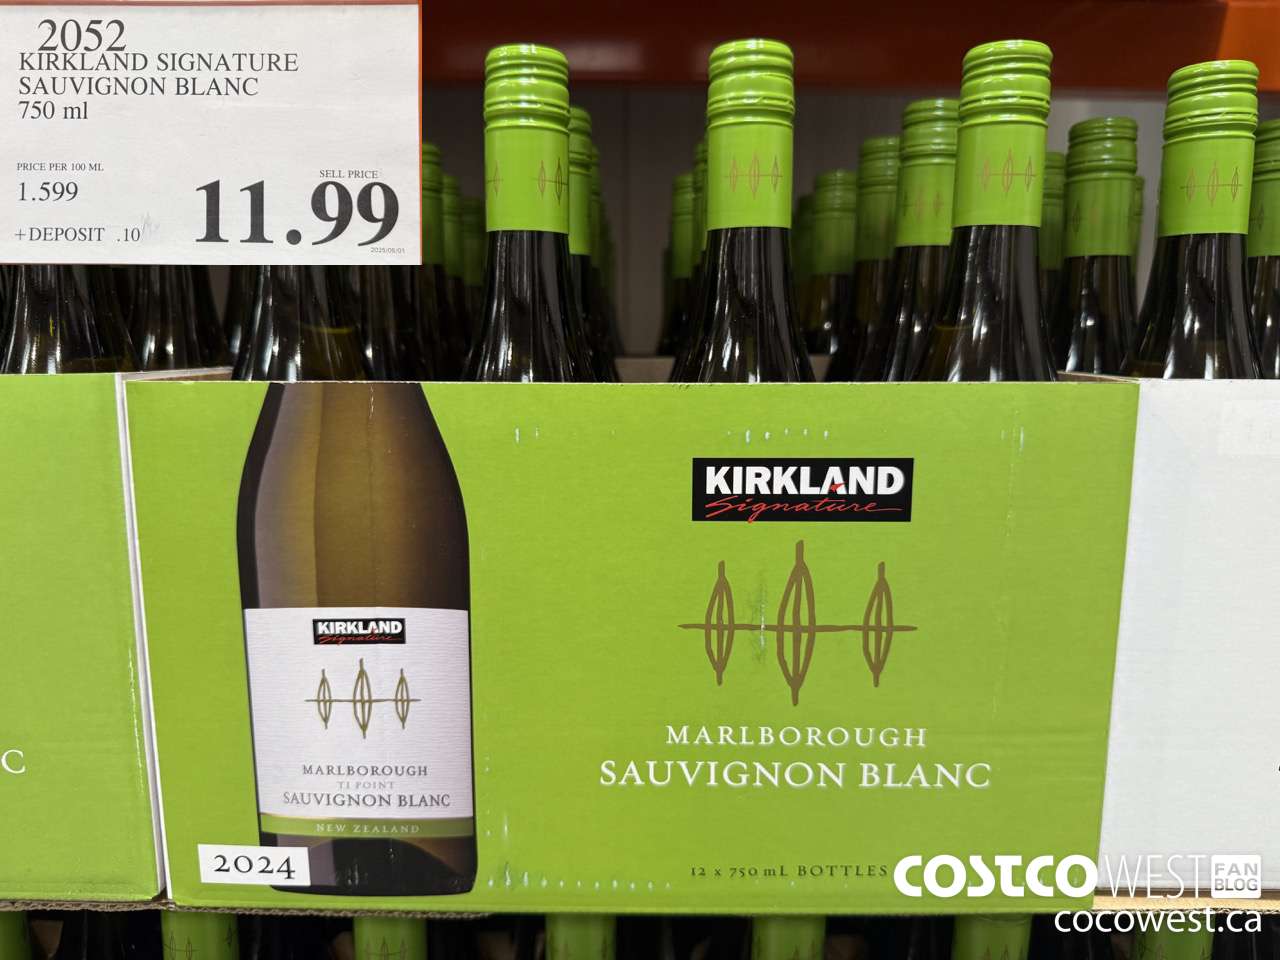 2052
KIRKLAND SIGNATURE
SAUVIGNON BLANC
750 ml
PRICE PER 100 ML
1.599
SELL PRICE
11.99
+DEPOSIT .10
2025/05/01
KIRKLAND
Signature
MARLBOROUGH
SAUVIGNON BLANC
12 x 750 mL BOTTLES
KIRKLAND
Signature
MARLBOROUGH
TI POINT
SAUVIGNON BLANC
NEW ZEALAND
2024
C
COSTCO WEST FAN BLOG
cocowest.ca